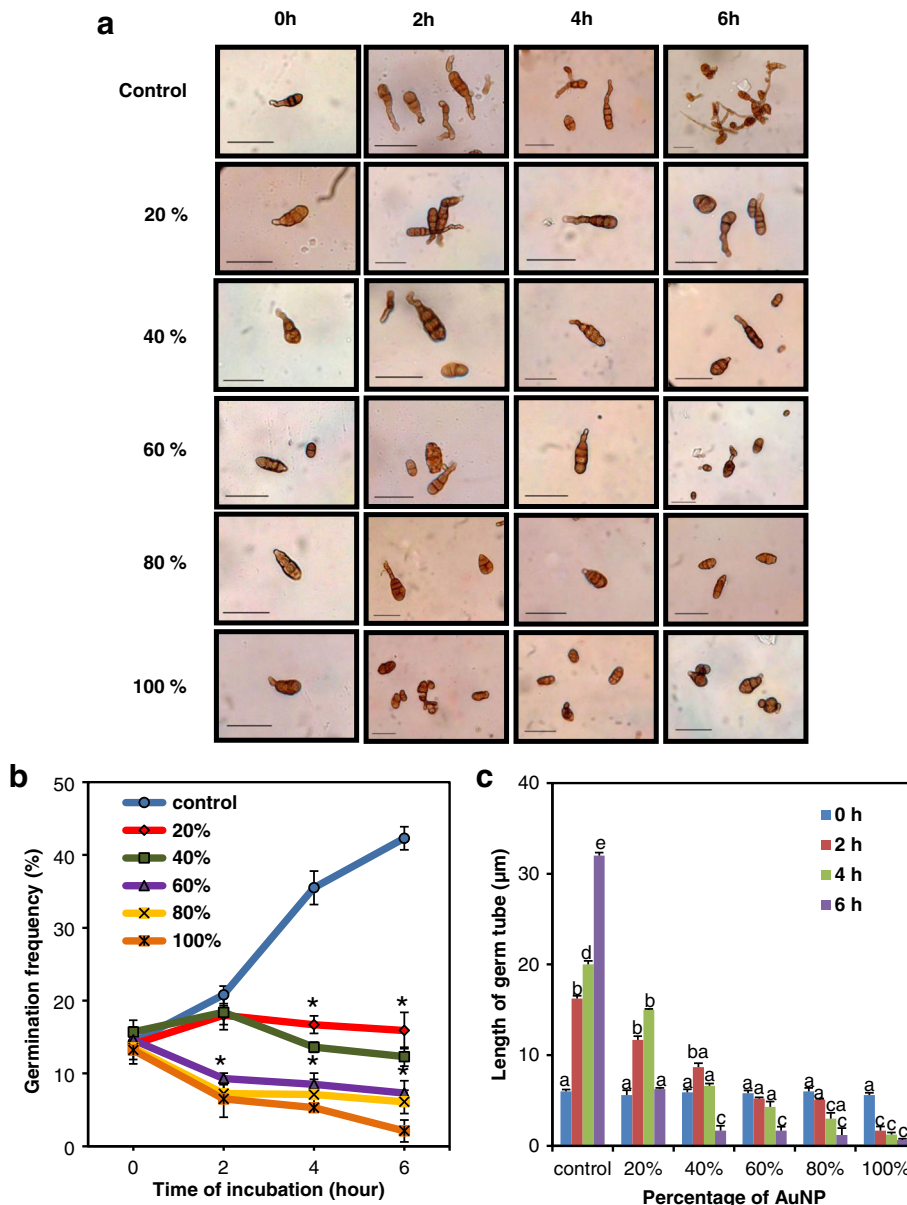 a
0h 2h 4h 6h
Control
20 %
40 %
60 %
80 %
100 %
b
50
40
30
20
10
0
Germination frequency (%)
control
20%
40%
60%
80%
100%
* *
* * *
0 2 4 6
Time of incubation (hour)
c
40
30
20
10
0
Length of germ tube (µm)
0 h
2 h
4 h
6 h
a b d e
a b b a
a ba a c
a a a c
a a ca c
a c c c
control 20% 40% 60% 80% 100%
Percentage of AuNP